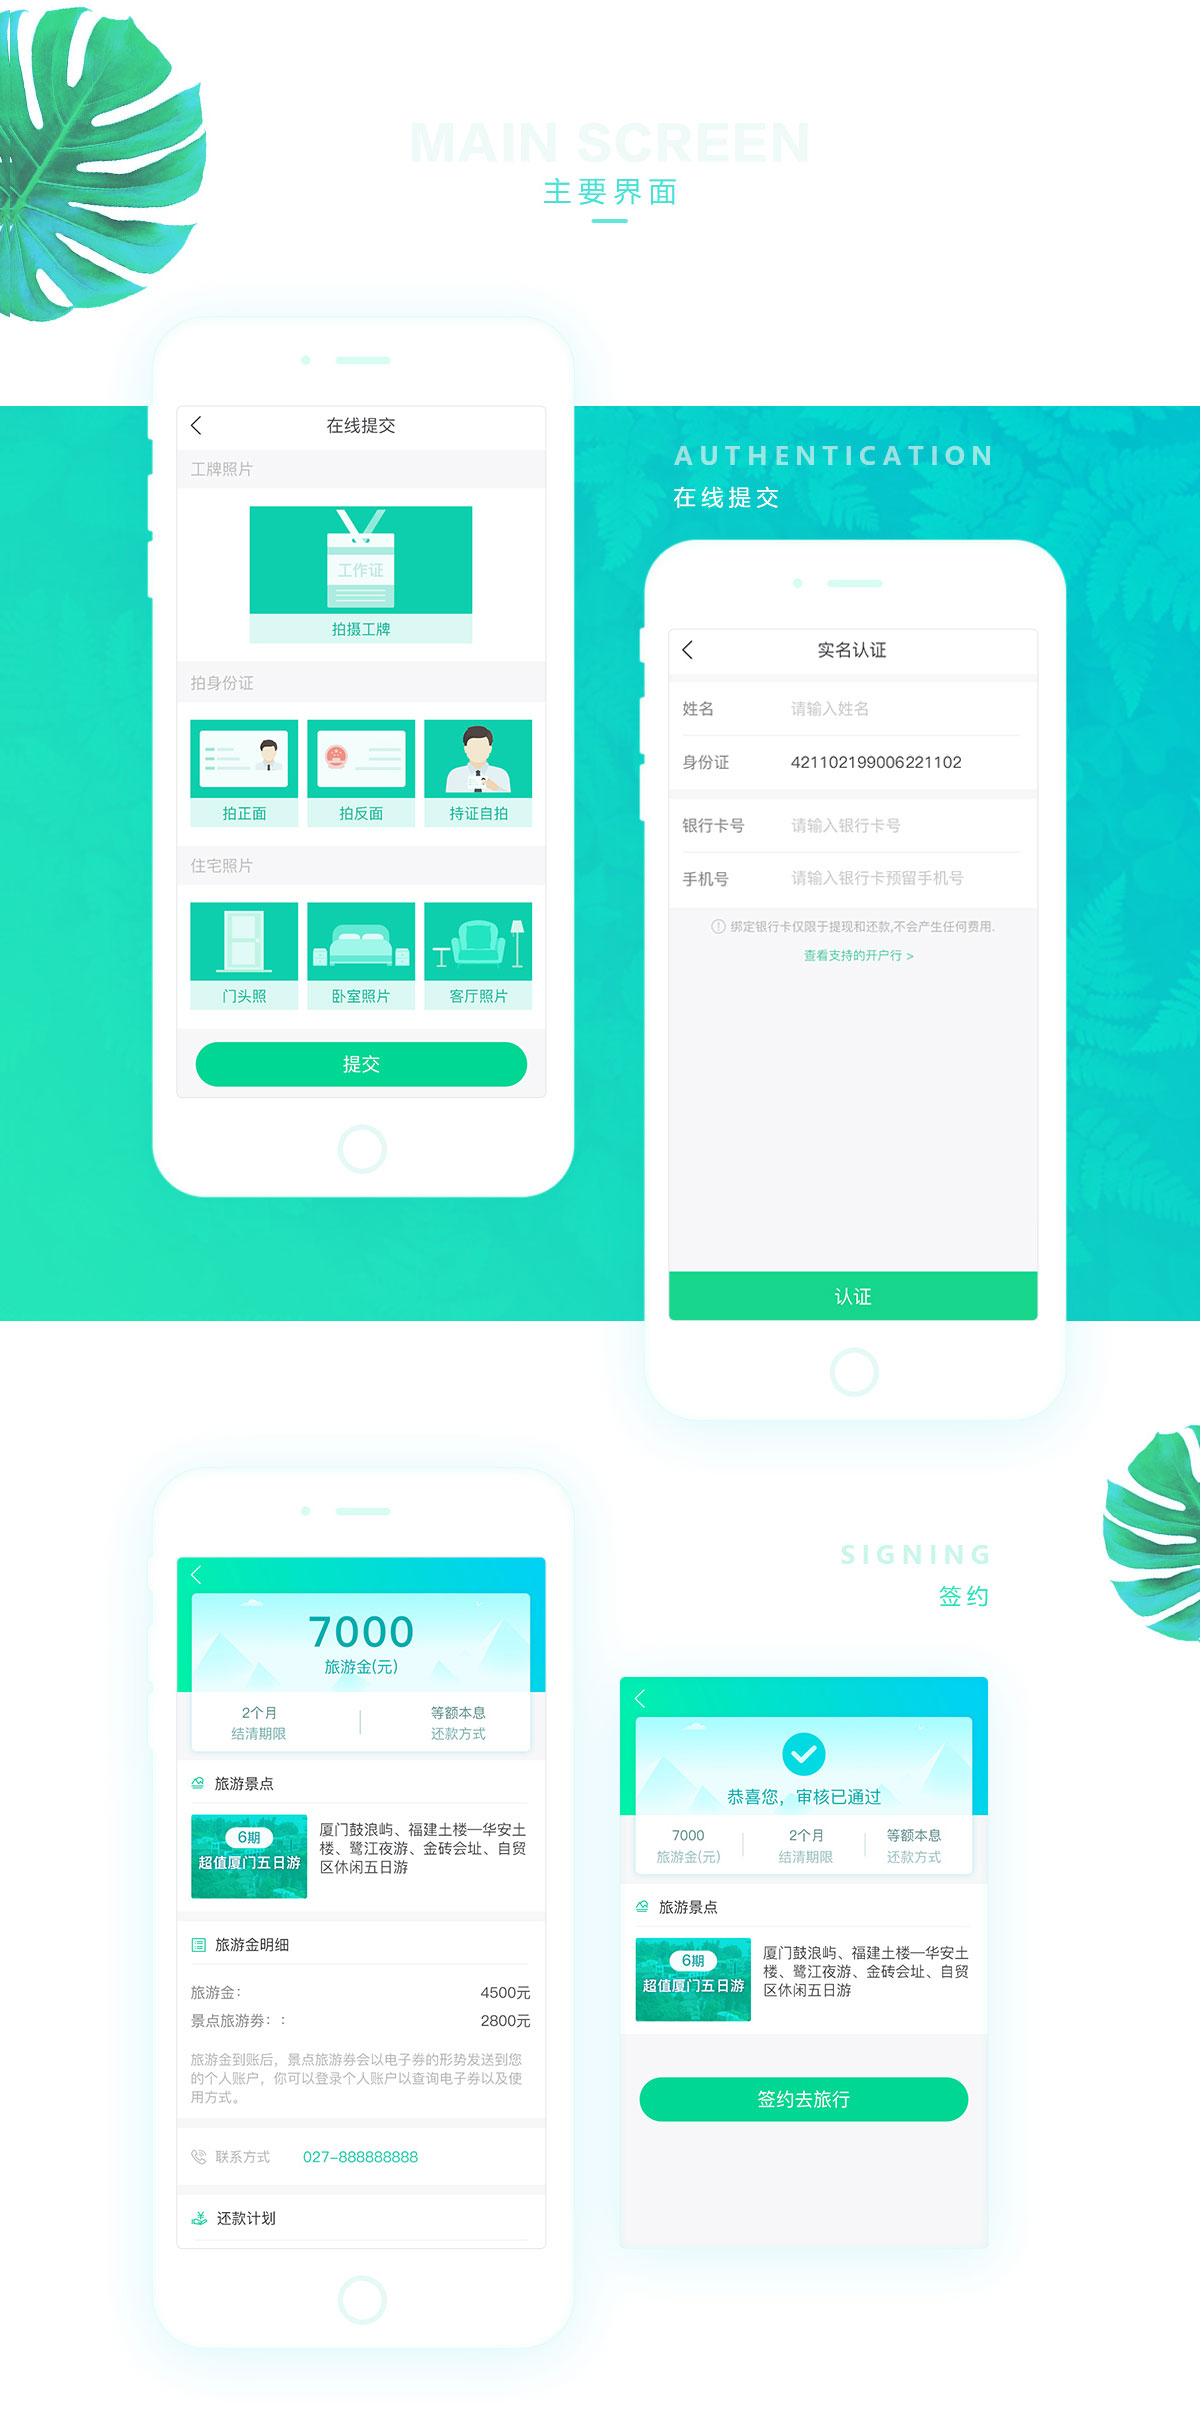 MAIN SCREEN
主要界面
在线提交
工牌照片
工作证
拍摄工牌
拍身份证
拍正面
拍反面
持证自拍
住宅照片
门头照
卧室照片
客厅照片
提交
AUTHENTICATION
在线提交
实名认证
姓名 请输入姓名
身份证 421102199006221102
银行卡号 请输入银行卡号
手机号 请输入银行卡预留手机号
绑定银行卡仅限于提现和还款,不会产生任何费用.
查看支持的开户行 >
认证
SIGNING
签约
7000
旅游金(元)
2个月
结清期限
等额本息
还款方式
旅游景点
6期
超值厦门五日游
厦门鼓浪屿、福建土楼—华安土
楼、鹭江夜游、金砖会址、自贸
区休闲五日游
旅游金明细
旅游金: 4500元
景点旅游券: : 2800元
旅游金到账后，景点旅游券会以电子券的形势发送到您
的个人账户，你可以登录个人账户以查询电子券以及使
用方式。
联系方式 027-888888888
还款计划
恭喜您，审核已通过
7000
旅游金(元)
2个月
结清期限
等额本息
还款方式
旅游景点
6期
超值厦门五日游
厦门鼓浪屿、福建土楼—华安土
楼、鹭江夜游、金砖会址、自贸
区休闲五日游
签约去旅行